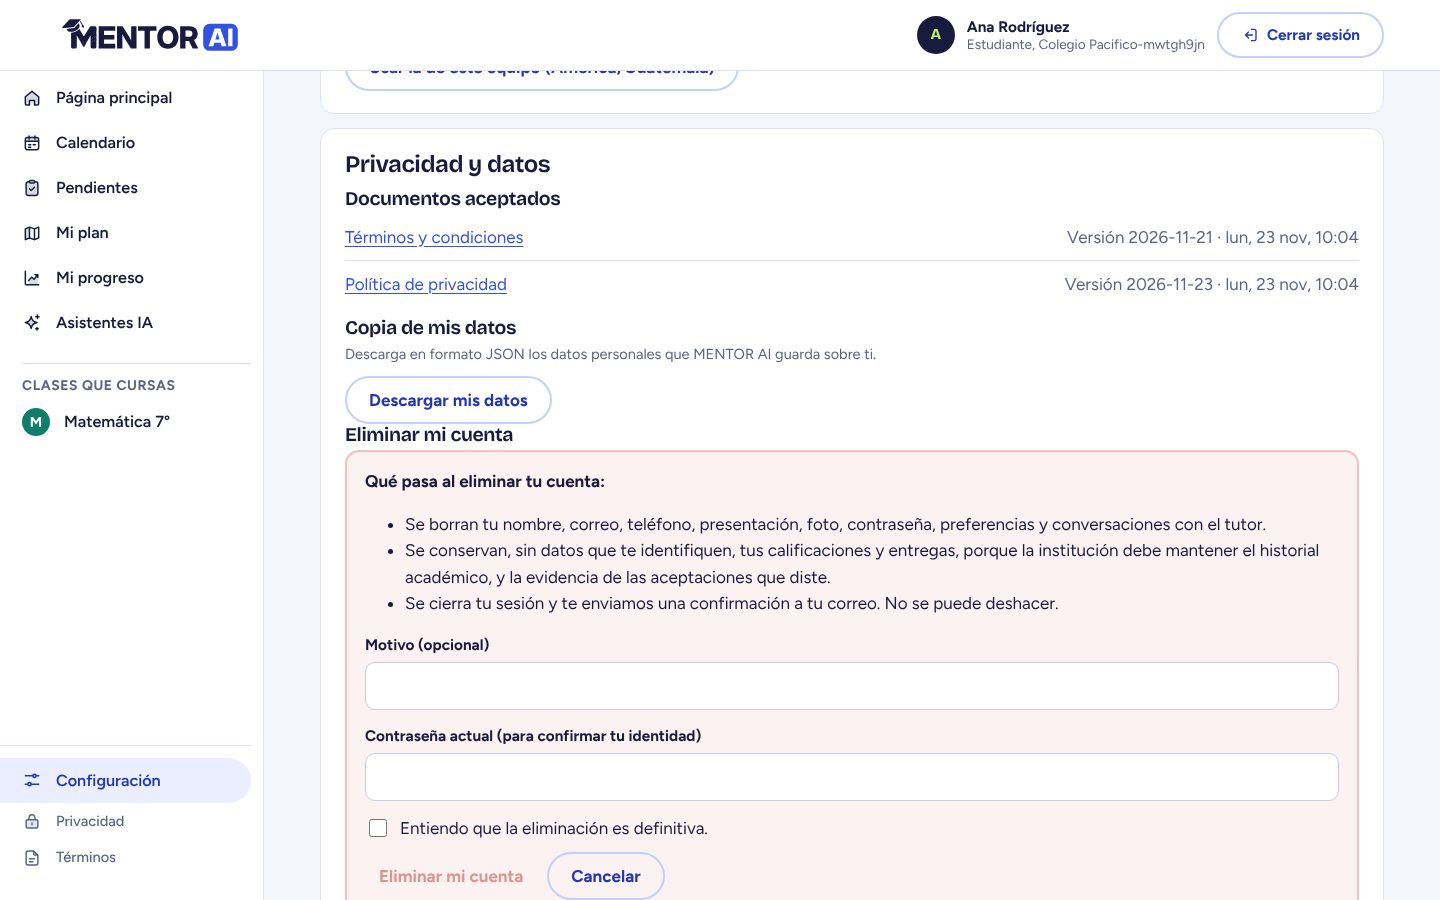 MENTOR AI
A
Ana Rodríguez
Estudiante, Colegio Pacifico-mwtgh9jn
Cerrar sesión
Página principal
Calendario
Pendientes
Mi plan
Mi progreso
Asistentes IA
CLASES QUE CURSAS
M
Matemática 7°
Configuración
Privacidad
Términos
Privacidad y datos
Documentos aceptados
Términos y condiciones
Versión 2026-11-21 · lun, 23 nov, 10:04
Política de privacidad
Versión 2026-11-23 · lun, 23 nov, 10:04
Copia de mis datos
Descarga en formato JSON los datos personales que MENTOR AI guarda sobre ti.
Descargar mis datos
Eliminar mi cuenta
Qué pasa al eliminar tu cuenta:
Se borran tu nombre, correo, teléfono, presentación, foto, contraseña, preferencias y conversaciones con el tutor.
Se conservan, sin datos que te identifiquen, tus calificaciones y entregas, porque la institución debe mantener el historial
académico, y la evidencia de las aceptaciones que diste.
Se cierra tu sesión y te enviamos una confirmación a tu correo. No se puede deshacer.
Motivo (opcional)
Contraseña actual (para confirmar tu identidad)
Entiendo que la eliminación es definitiva.
Eliminar mi cuenta
Cancelar